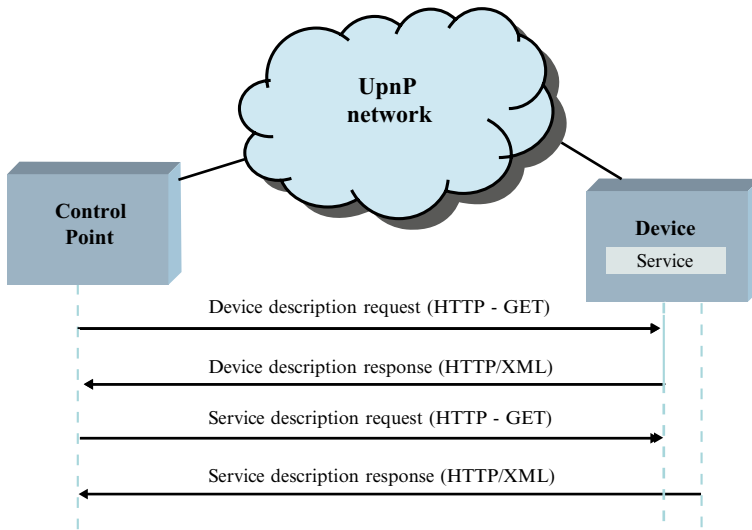 UpnP
network
Control
Point
Device
Service
Device description request (HTTP - GET)
Device description response (HTTP/XML)
Service description request (HTTP - GET)
Service description response (HTTP/XML)